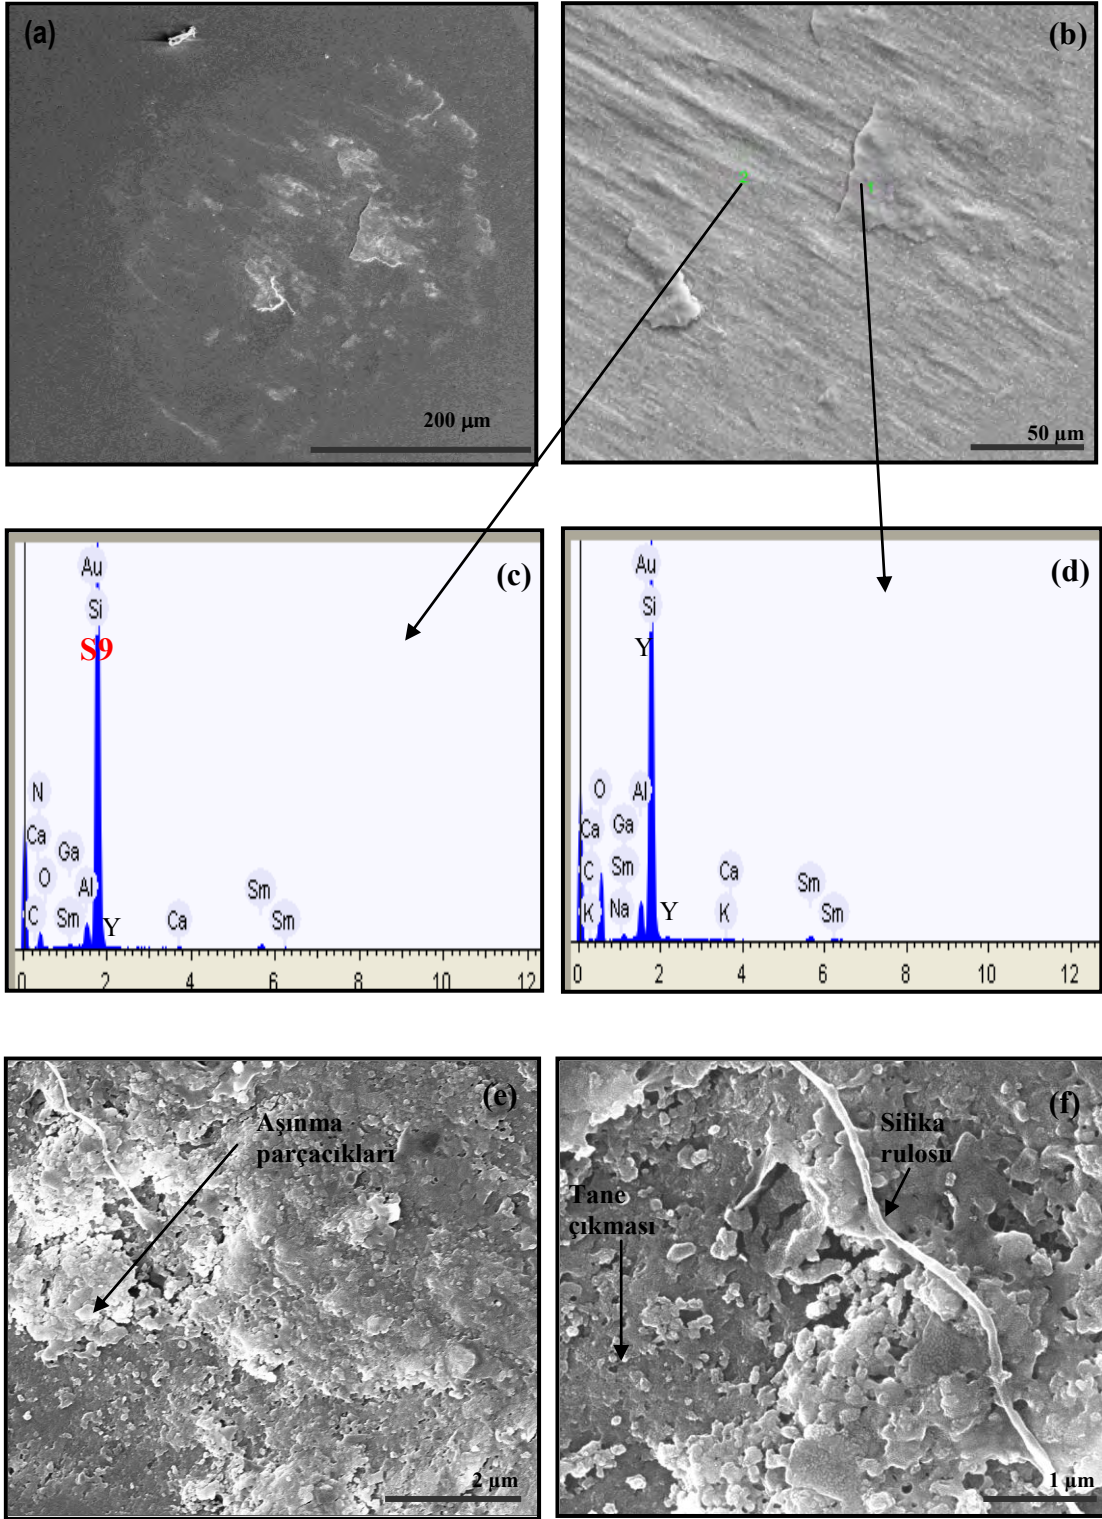 (a)
200 µm
(b)
2
1
50 µm
(c)
Au
Si
S9
N
Ca
Ga
O
Al
Sm
Sm
C
Sm
Y
Ca
0 2 4 6 8 10 12
(d)
Au
Si
Y
O
Al
Ca
Ga
C
Sm
Ca
Sm
K
Na
Y
K
Sm
0 2 4 6 8 10 12
(e)
Aşınma
parçacıkları
2 µm
(f)
Silika
rulosu
Tane
çıkması
1 µm